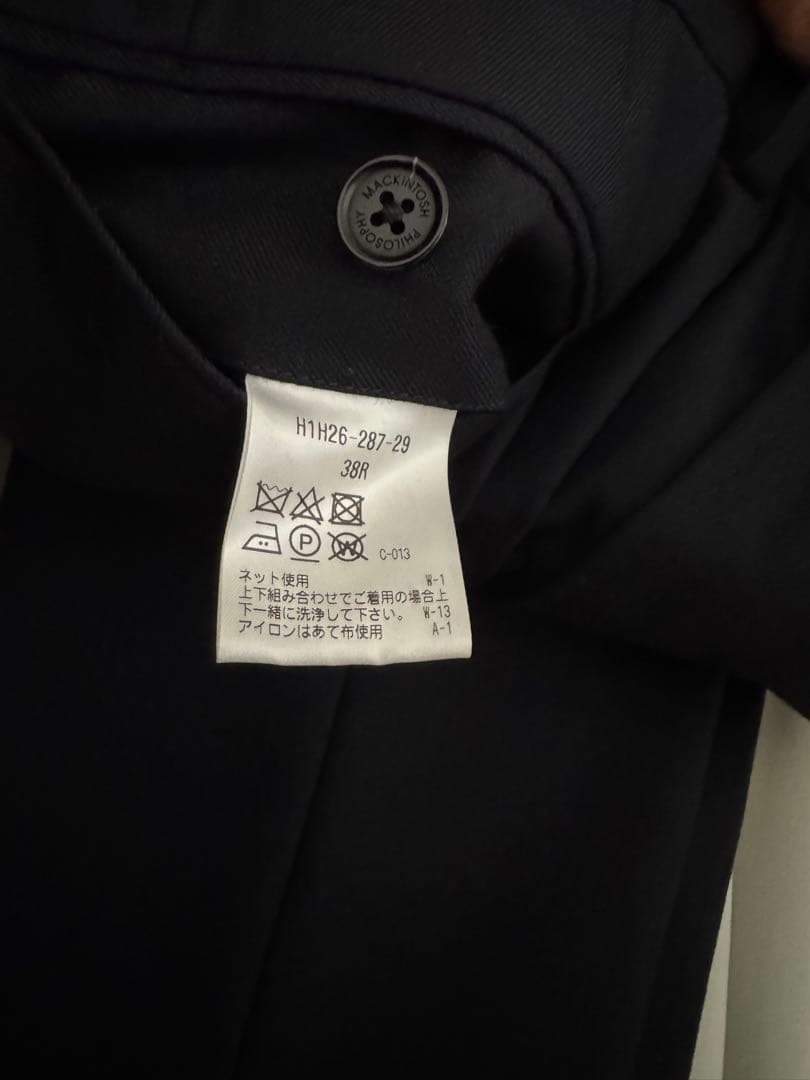 MACKINTOSH PHILOSOPHY
H1H26-287-29
38R
P W C-013
ネット使用 W-1
上下組み合わせでご着用の場合上
下一緒に洗浄して下さい。 W-13
アイロンはあて布使用 A-1